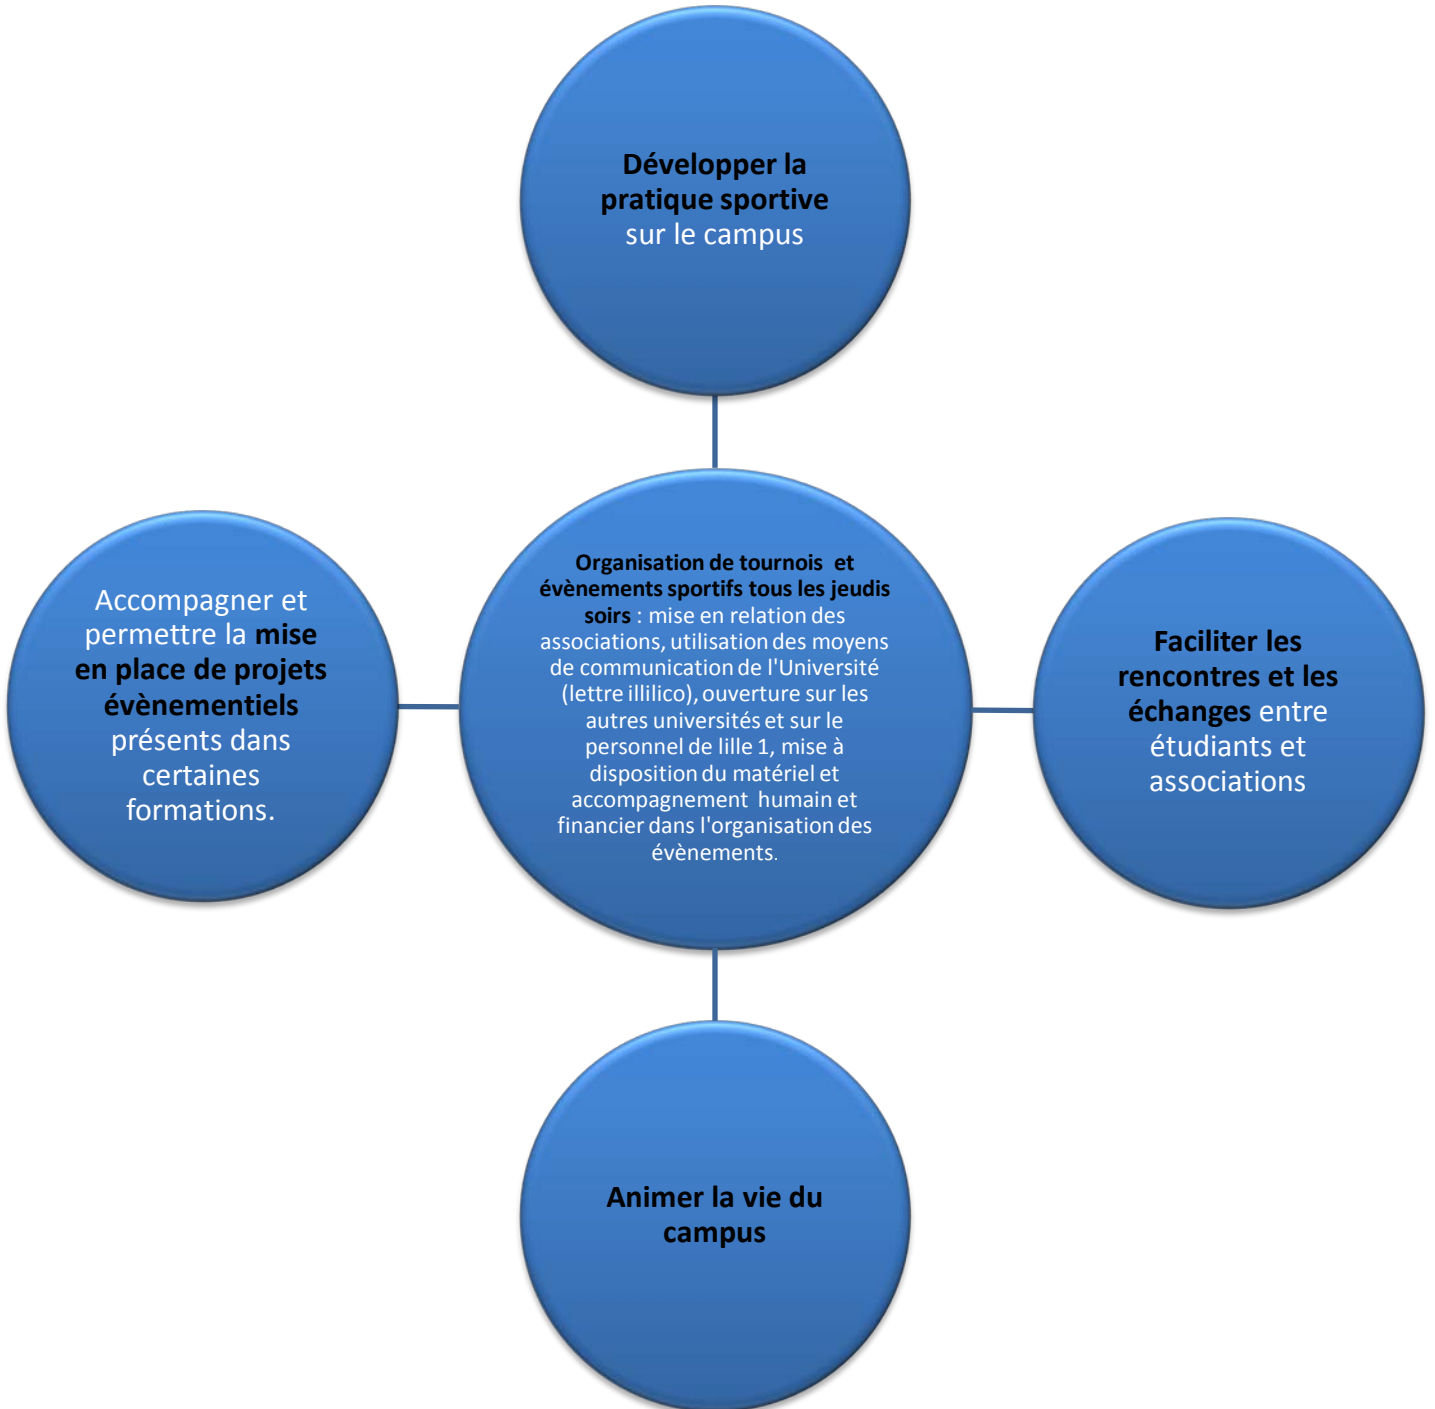 Développer la
pratique sportive
sur le campus
Accompagner et
permettre la mise
en place de projets
évènementiels
présents dans
certaines
formations.
Organisation de tournois et
évènements sportifs tous les jeudis
soirs : mise en relation des
associations, utilisation des moyens
de communication de l'Université
(lettre illilico), ouverture sur les
autres universités et sur le
personnel de lille 1, mise à
disposition du matériel et
accompagnement humain et
financier dans l'organisation des
évènements.
Faciliter les
rencontres et les
échanges entre
étudiants et
associations
Animer la vie du
campus